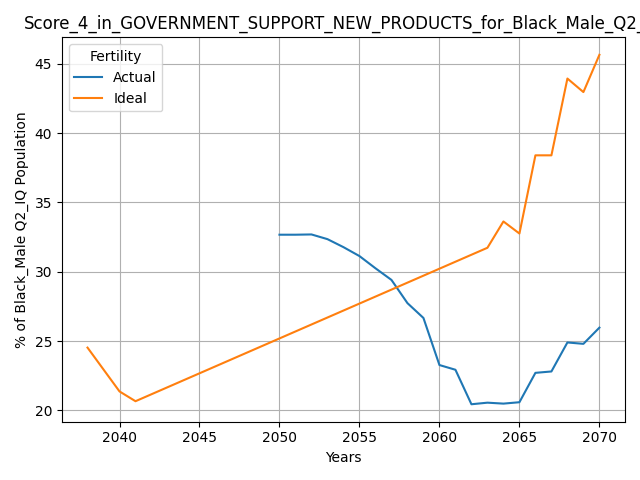 Score_4_in_GOVERNMENT_SUPPORT_NEW_PRODUCTS_for_Black_Male_Q2_
Fertility
Actual
Ideal
% of Black_Male Q2_IQ Population
45
40
35
30
25
20
2040 2045 2050 2055 2060 2065 2070
Years